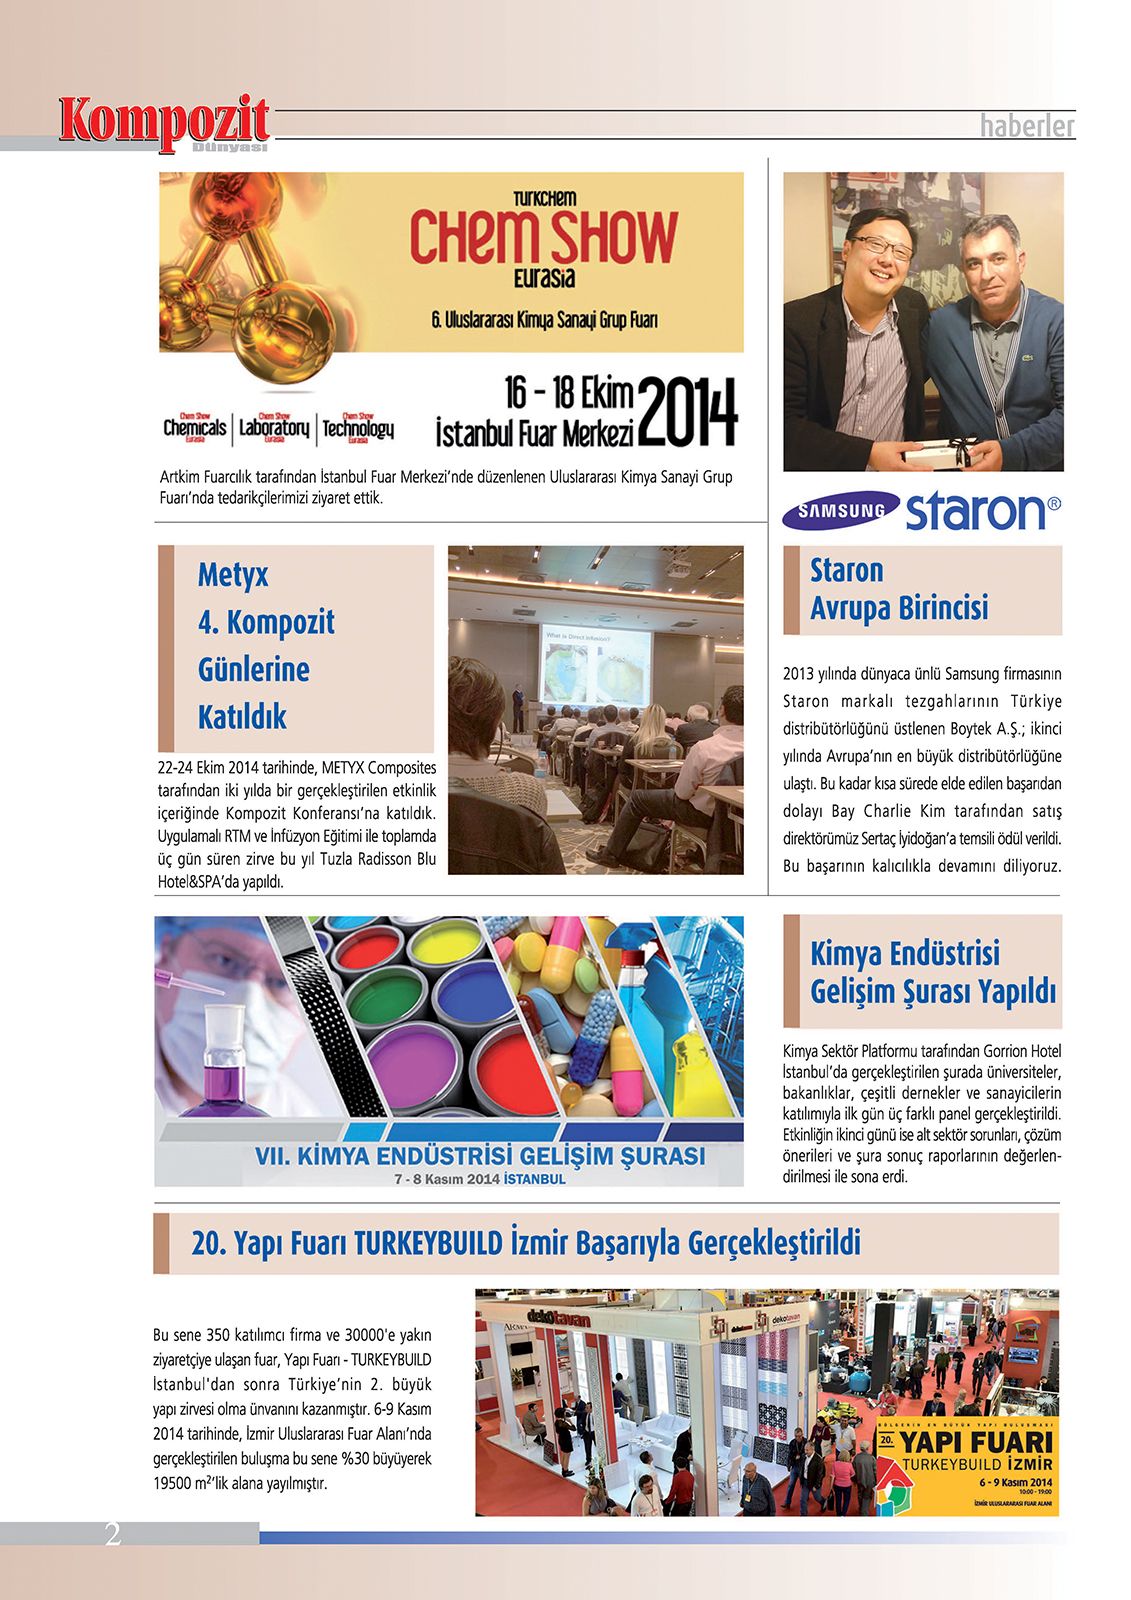 Kompozit
Dünyası
haberler
TURKCHEM
CHEM SHOW
EurASIA
6. Uluslararası Kimya Sanayi Grup Fuarı
16 - 18 Ekim
İstanbul Fuar Merkezi
2014
Chem Show
Chemicals
Eurasia
Chem Show
Laboratory
Eurasia
Chem Show
Technology
Eurasia
Artkim Fuarcılık tarafından İstanbul Fuar Merkezi'nde düzenlenen Uluslararası Kimya Sanayi Grup
Fuarı'nda tedarikçilerimizi ziyaret ettik.
Metyx
4. Kompozit
Günlerine
Katıldık
What is Direct Infusion?
22-24 Ekim 2014 tarihinde, METYX Composites
tarafından iki yılda bir gerçekleştirilen etkinlik
içeriğinde Kompozit Konferansı'na katıldık.
Uygulamalı RTM ve İnfüzyon Eğitimi ile toplamda
üç gün süren zirve bu yıl Tuzla Radisson Blu
Hotel&SPA'da yapıldı.
SAMSUNG staron®
Staron
Avrupa Birincisi
2013 yılında dünyaca ünlü Samsung firmasının
Staron markalı tezgahlarının Türkiye
distribütörlüğünü üstlenen Boytek A.Ş.; ikinci
yılında Avrupa'nın en büyük distribütörlüğüne
ulaştı. Bu kadar kısa sürede elde edilen başarıdan
dolayı Bay Charlie Kim tarafından satış
direktörümüz Sertaç İyidoğan'a temsili ödül verildi.
Bu başarının kalıcılıkla devamını diliyoruz.
VII. KİMYA ENDÜSTRİSİ GELİŞİM ŞURASI
7 - 8 Kasım 2014 İSTANBUL
Kimya Endüstrisi
Gelişim Şurası Yapıldı
Kimya Sektör Platformu tarafından Gorrion Hotel
İstanbul'da gerçekleştirilen şurada üniversiteler,
bakanlıklar, çeşitli dernekler ve sanayicilerin
katılımıyla ilk gün üç farklı panel gerçekleştirildi.
Etkinliğin ikinci günü ise alt sektör sorunları, çözüm
önerileri ve şura sonuç raporlarının değerlen-
dirilmesi ile sona erdi.
20. Yapı Fuarı TURKEYBUILD İzmir Başarıyla Gerçekleştirildi
Bu sene 350 katılımcı firma ve 30000'e yakın
ziyaretçiye ulaşan fuar, Yapı Fuarı - TURKEYBUILD
İstanbul'dan sonra Türkiye'nin 2. büyük
yapı zirvesi olma ünvanını kazanmıştır. 6-9 Kasım
2014 tarihinde, İzmir Uluslararası Fuar Alanı'nda
gerçekleştirilen buluşma bu sene %30 büyüyerek
19500 m²'lik alana yayılmıştır.
dekotavan
dekotavan
dekotavan
BÖLGENİN EN BÜYÜK YAPI BULUŞMASI
20. YAPI FUARI
TURKEYBUILD İZMİR
6 - 9 Kasım 2014
10:00 - 19:00
İZMİR ULUSLARARASI FUAR ALANI
2